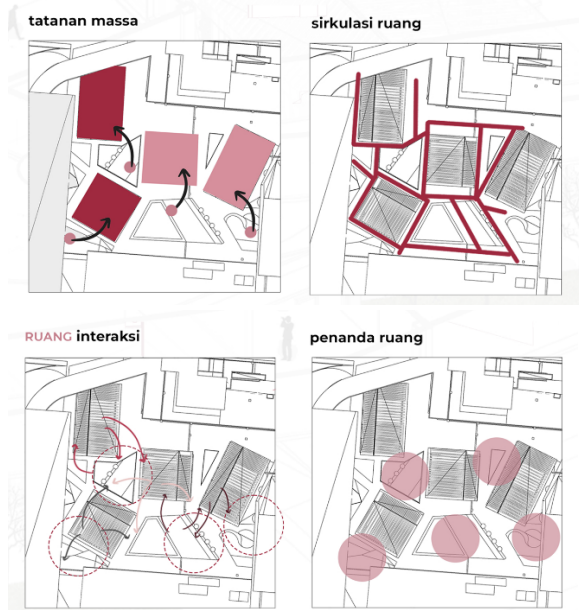 tatanan massa
sirkulasi ruang
RUANG interaksi
penanda ruang